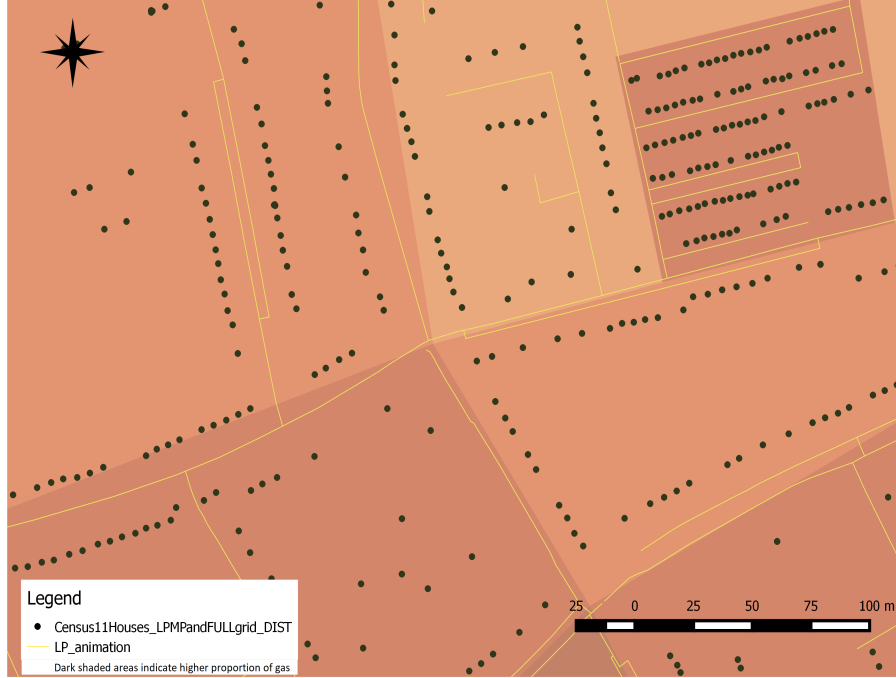 25 0 25 50 75 100 m
Legend
Census11Houses_LPMPandFULLgrid_DIST
LP_animation
Dark shaded areas indicate higher proportion of gas